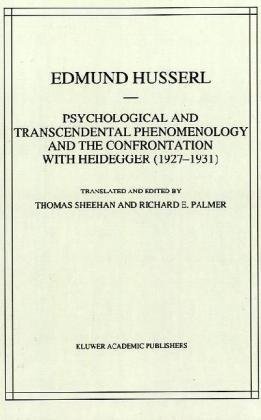 EDMUND HUSSERL
PSYCHOLOGICAL AND
TRANSCENDENTAL PHENOMENOLOGY
AND THE CONFRONTATION
WITH HEIDEGGER (1927–1931)
TRANSLATED AND EDITED BY
THOMAS SHEEHAN AND RICHARD E. PALMER
KLUWER ACADEMIC PUBLISHERS